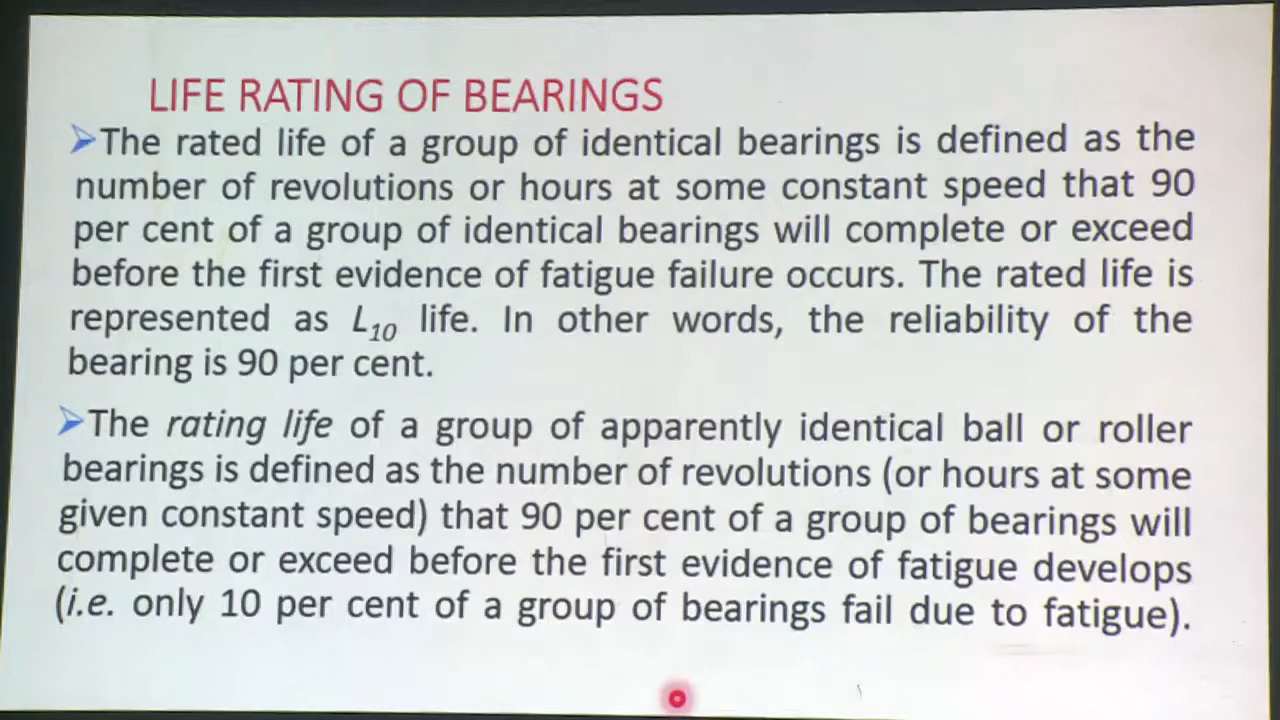 LIFE RATING OF BEARINGS
➢The rated life of a group of identical bearings is defined as the
number of revolutions or hours at some constant speed that 90
per cent of a group of identical bearings will complete or exceed
before the first evidence of fatigue failure occurs. The rated life is
represented as L10 life. In other words, the reliability of the
bearing is 90 per cent.
➢The rating life of a group of apparently identical ball or roller
bearings is defined as the number of revolutions (or hours at some
given constant speed) that 90 per cent of a group of bearings will
complete or exceed before the first evidence of fatigue develops
(i.e. only 10 per cent of a group of bearings fail due to fatigue).